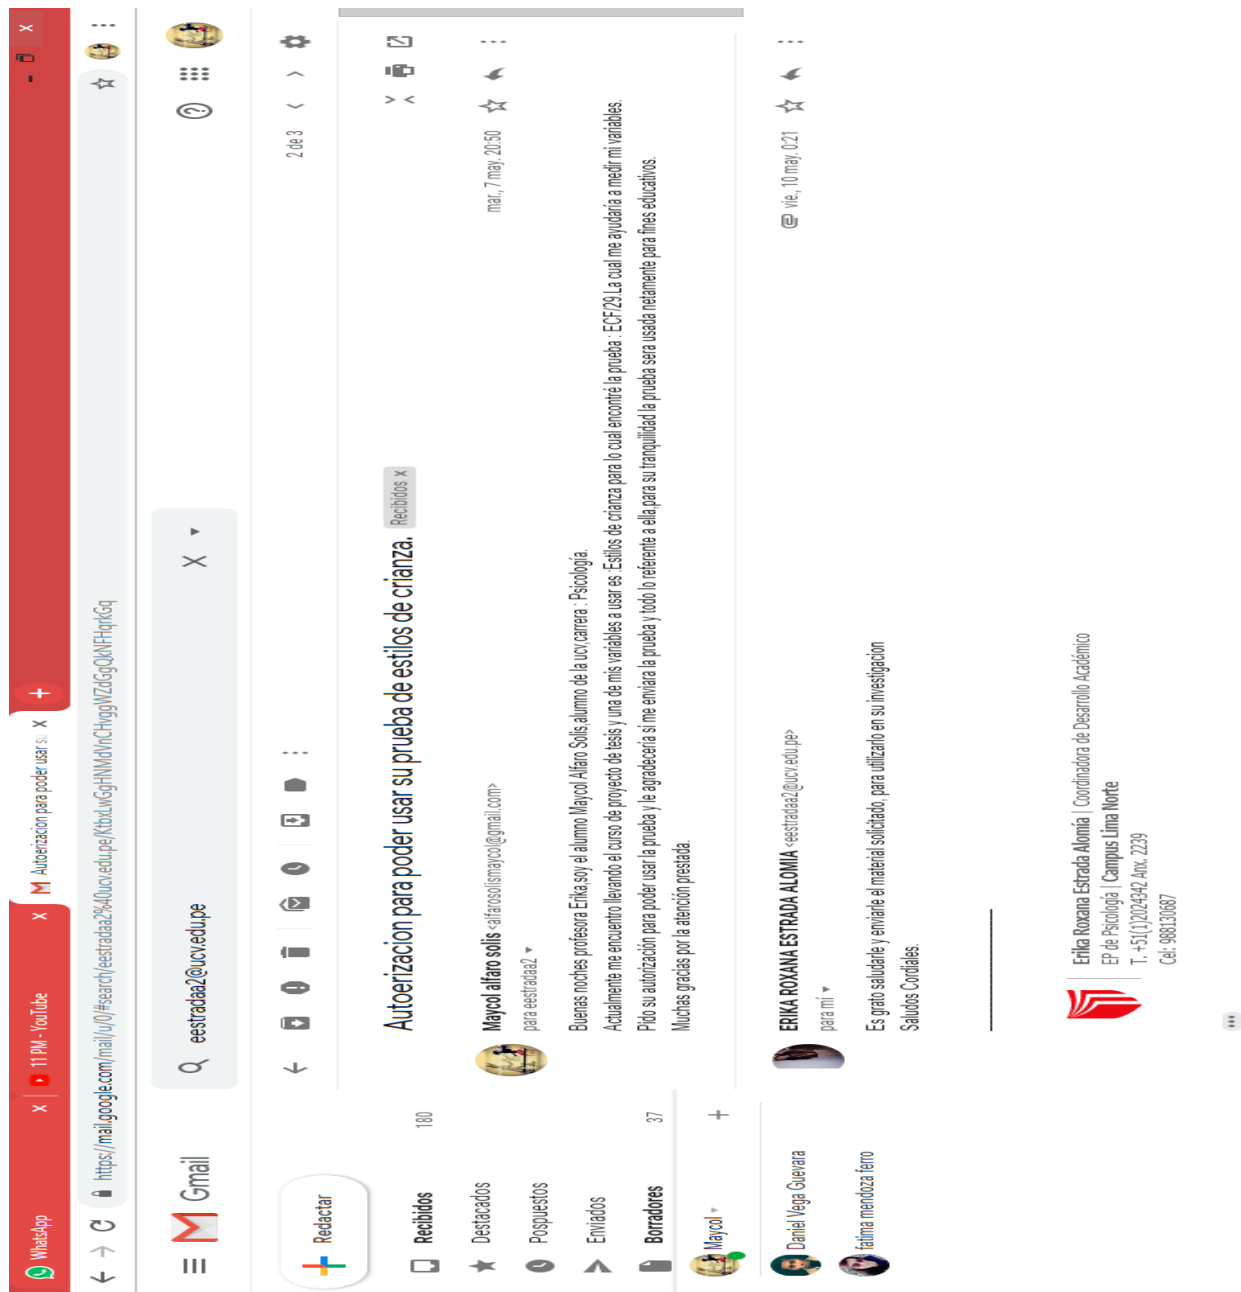 WhatsApp
11 PM - YouTube
Autoerizacion para poder usar su
https://mail.google.com/mail/u/0/#search/eestradaa2%40ucv.edu.pe/KtbxLwGgHNMdVnCHvggWZdGgQkNFHqrkGq
Gmail
eestradaa2@ucv.edu.pe
Redactar
2 de 3
Recibidos 180
Destacados
Pospuestos
Enviados
Borradores 37
Maycol
Daniel Vega Guevara
fatima mendoza ferro
Autoerizacion para poder usar su prueba de estilos de crianza. Recibidos x
Maycol alfaro solis <alfarosolismaycol@gmail.com> mar., 7 may. 20:50
para eestradaa2
Buenas noches profesora Erika,soy el alumno Maycol Alfaro Solis,alumno de la ucv,carrera : Psicología.
Actualmente me encuentro llevando el curso de proyecto de tesis y una de mis variables a usar es :Estilos de crianza para lo cual encontré la prueba : ECF/29.La cual me ayudaría a medir mi variables.
Pido su autorización para poder usar la prueba y le agradecería si me enviara la prueba y todo lo referente a ella,para su tranquilidad la prueba sera usada netamente para fines educativos.
Muchas gracias por la atención prestada.
ERIKA ROXANA ESTRADA ALOMIA <eestradaa2@ucv.edu.pe> vie., 10 may. 0:21
para mí
Es grato saludarle y enviarle el material solicitado, para utilizarlo en su investigacion
Saludos Cordiales.
Erika Roxana Estrada Alomía | Coordinadora de Desarrollo Académico
EP de Psicología | Campus Lima Norte
T. +51(1)2024342 Anx. 2239
Cel: 988130687